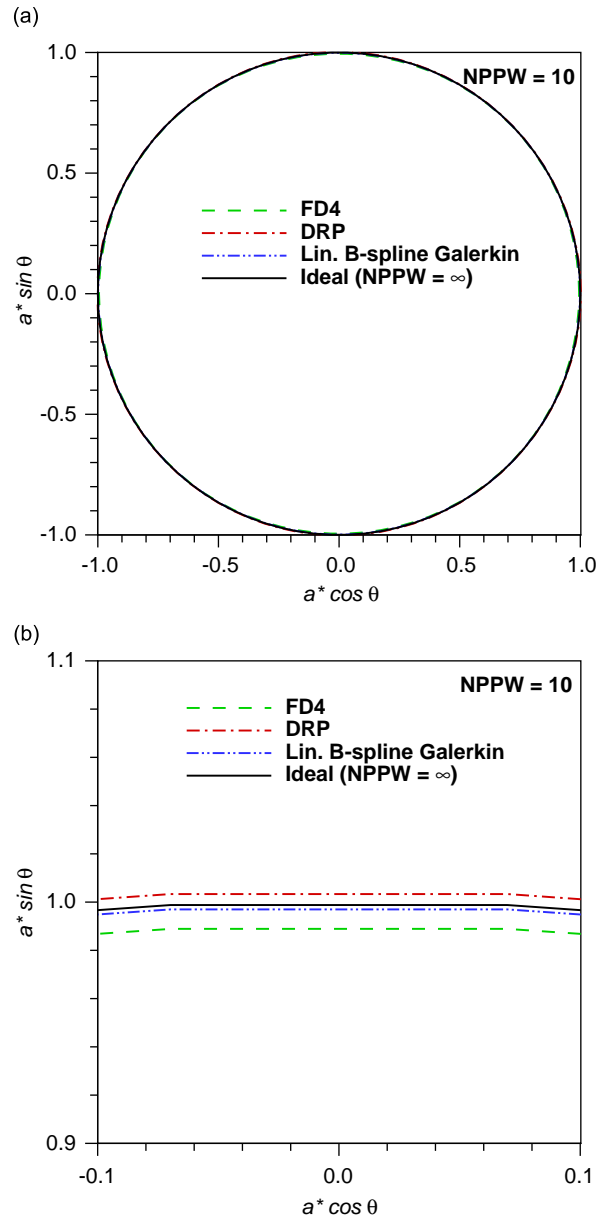 (a)
1.0
NPPW = 10
0.5
FD4
DRP
Lin. B-spline Galerkin
Ideal (NPPW = ∞)
a* sin θ
0.0
-0.5
-1.0
-1.0 -0.5 0.0 0.5 1.0
a* cos θ
(b)
1.1
NPPW = 10
FD4
DRP
Lin. B-spline Galerkin
Ideal (NPPW = ∞)
a* sin θ
1.0
0.9
-0.1 0.0 0.1
a* cos θ